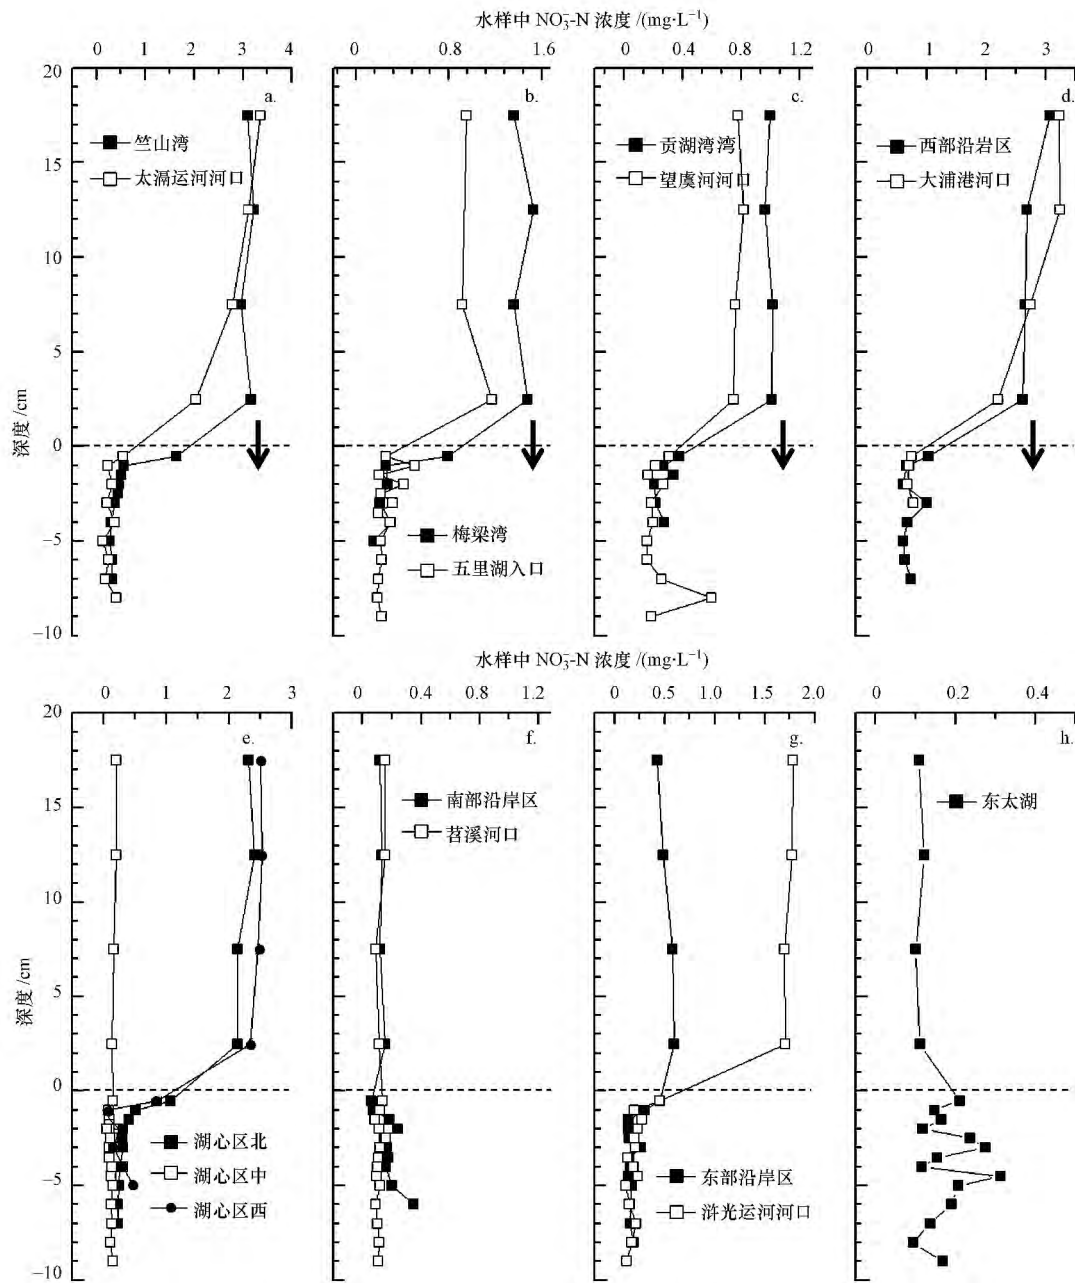 水样中 NO₃⁻-N 浓度 /(mg·L⁻¹)
0 1 2 3 4
0 0.8 1.6
0 0.4 0.8 1.2
0 1 2 3
20
15
10
5
0
−5
−10
深度 /cm
a.
竺山湾
太滆运河河口
b.
梅梁湾
五里湖入口
c.
贡湖湾湾
望虞河河口
d.
西部沿岩区
大浦港河口
水样中 NO₃⁻-N 浓度 /(mg·L⁻¹)
0 1 2 3
0 0.4 0.8 1.2
0 0.5 1.0 1.5 2.0
0 0.2 0.4
20
15
10
5
0
−5
−10
深度 /cm
e.
湖心区北
湖心区中
湖心区西
f.
南部沿岸区
苕溪河口
g.
东部沿岸区
浒光运河河口
h.
东太湖